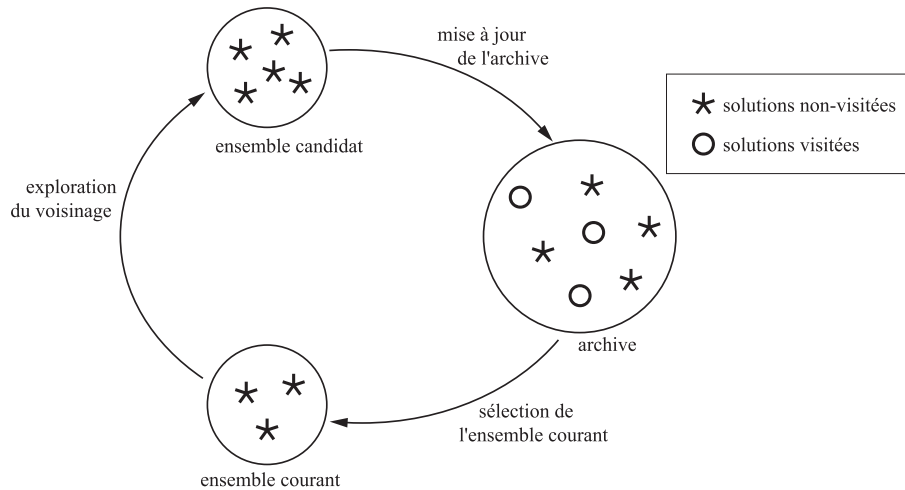 mise à jour
de l'archive
solutions non-visitées
solutions visitées
ensemble candidat
exploration
du voisinage
archive
sélection de
l'ensemble courant
ensemble courant